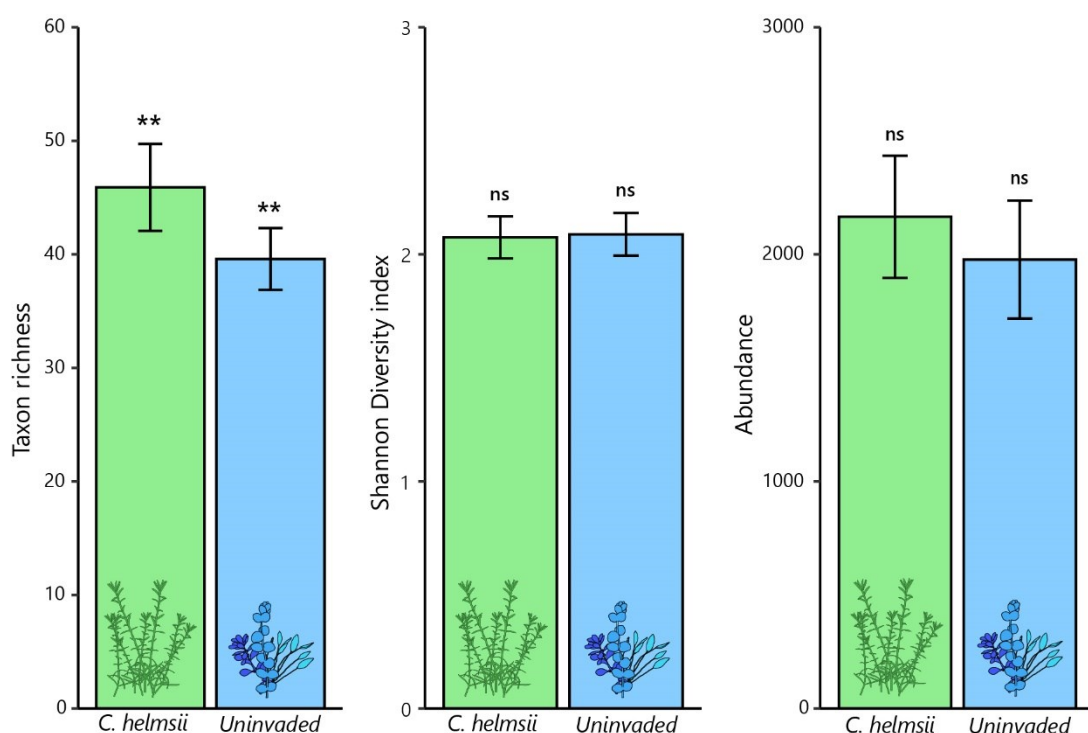 Taxon richness
60
50
40
30
20
10
0
**
**
C. helmsii
Uninvaded
Shannon Diversity index
3
2
1
0
ns
ns
C. helmsii
Uninvaded
Abundance
3000
2000
1000
0
ns
ns
C. helmsii
Uninvaded